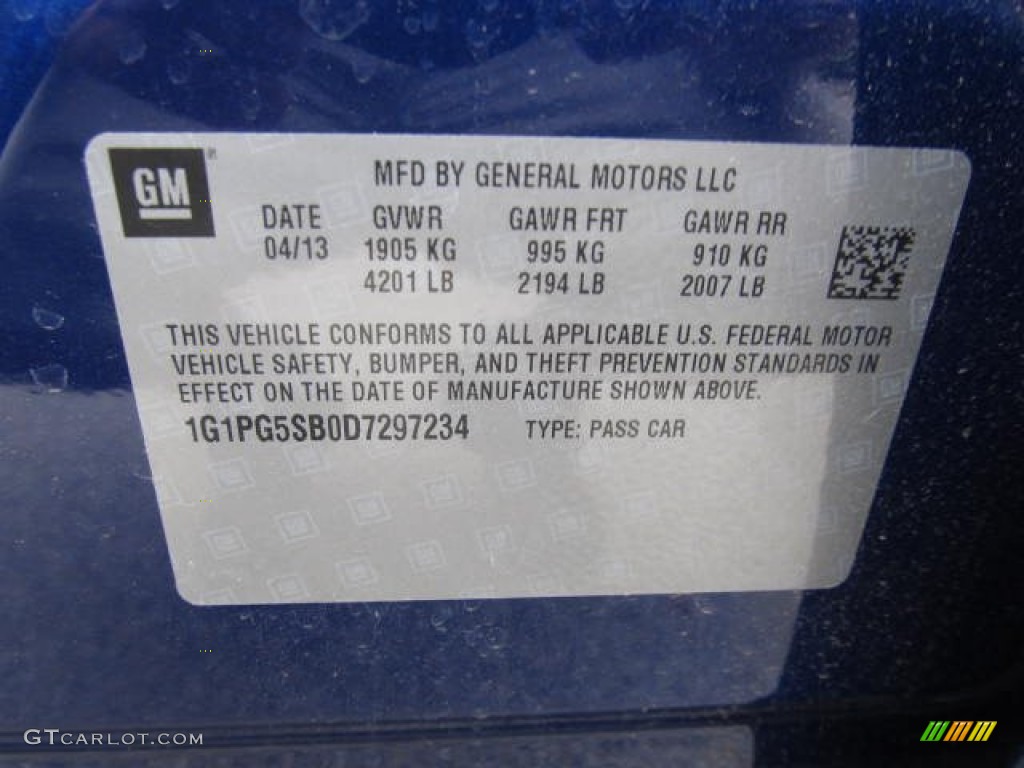 GM
MFD BY GENERAL MOTORS LLC
DATE GVWR GAWR FRT GAWR RR
04/13 1905 KG 995 KG 910 KG
4201 LB 2194 LB 2007 LB
THIS VEHICLE CONFORMS TO ALL APPLICABLE U.S. FEDERAL MOTOR
VEHICLE SAFETY, BUMPER, AND THEFT PREVENTION STANDARDS IN
EFFECT ON THE DATE OF MANUFACTURE SHOWN ABOVE.
1G1PG5SB0D7297234 TYPE: PASS CAR
GTCARLOT.COM